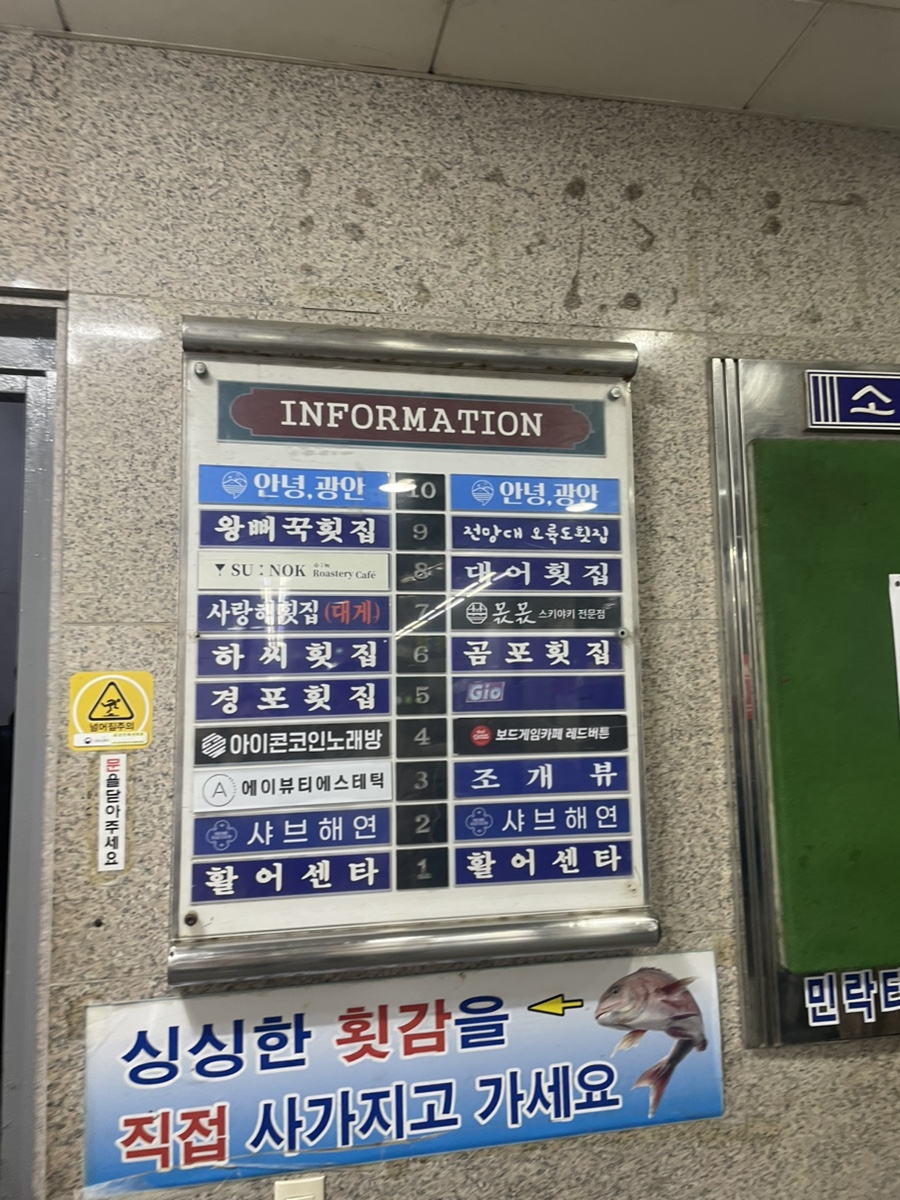 INFORMATION
안녕,광안 10 안녕,광안
왕뻐꾹횟집 9 전망대 오륙도횟집
SU:NOK Roastery Café 8 대어횟집
사랑해횟집(대게) 7 몫몫 스키야키 전문점
하씨횟집 6 곰포횟집
경포횟집 5 Gio
아이콘코인노래방 4 보드게임카페 레드버튼
A 에이뷰티에스테틱 3 조개뷰
샤브해연 2 샤브해연
활어센타 1 활어센타
넘어짐주의
문을닫아주세요
싱싱한 횟감을
직접 사가지고 가세요
소
민락타